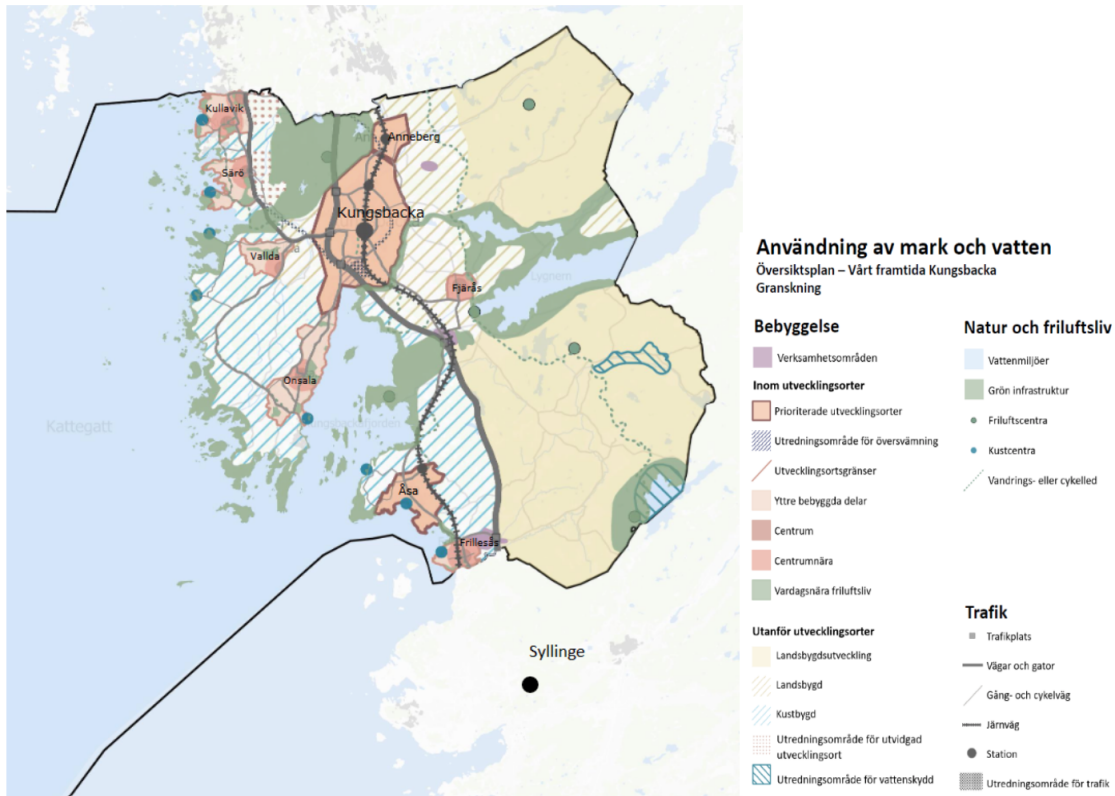 Kullavik
Anneberg
Särö
Kungsbacka
Vallda
Lygnern
Fjärås
Onsala
Kattegatt
Åsa
Frillesås
Syllinge
Användning av mark och vatten
Översiktsplan – Vårt framtida Kungsbacka
Granskning
Bebyggelse
Verksamhetsområden
Inom utvecklingsorter
Prioriterade utvecklingsorter
Utredningsområde för översvämning
Utvecklingsortsgränser
Yttre bebyggda delar
Centrum
Centrumnära
Vardagsnära friluftsliv
Utanför utvecklingsorter
Landsbygdsutveckling
Landsbygd
Kustbygd
Utredningsområde för utvidgad
utvecklingsort
Utredningsområde för vattenskydd
Natur och friluftsliv
Vattenmiljöer
Grön infrastruktur
Friluftscentra
Kustcentra
Vandrings- eller cykelled
Trafik
Trafikplats
Vägar och gator
Gång- och cykelväg
Järnväg
Station
Utredningsområde för trafik